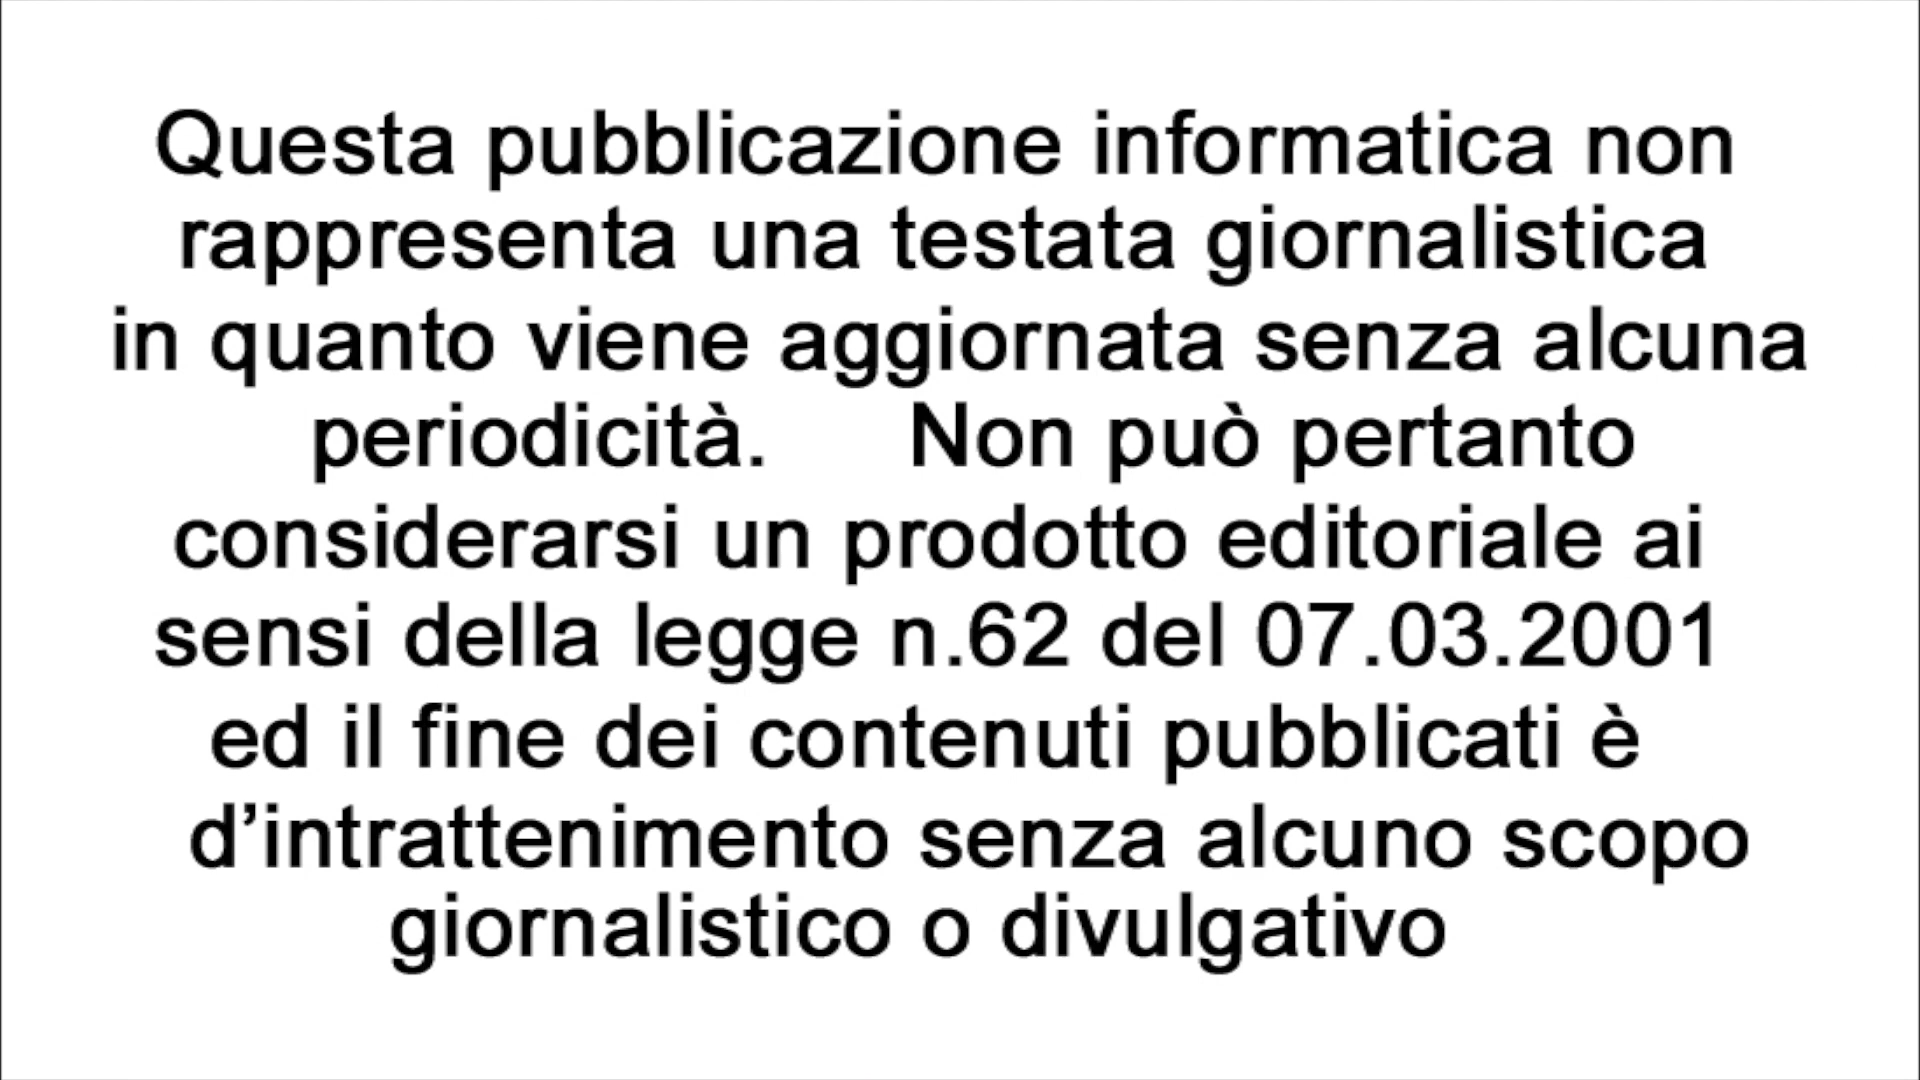 Questa pubblicazione informatica non
rappresenta una testata giornalistica
in quanto viene aggiornata senza alcuna
periodicità. Non può pertanto
considerarsi un prodotto editoriale ai
sensi della legge n.62 del 07.03.2001
ed il fine dei contenuti pubblicati è
d’intrattenimento senza alcuno scopo
giornalistico o divulgativo